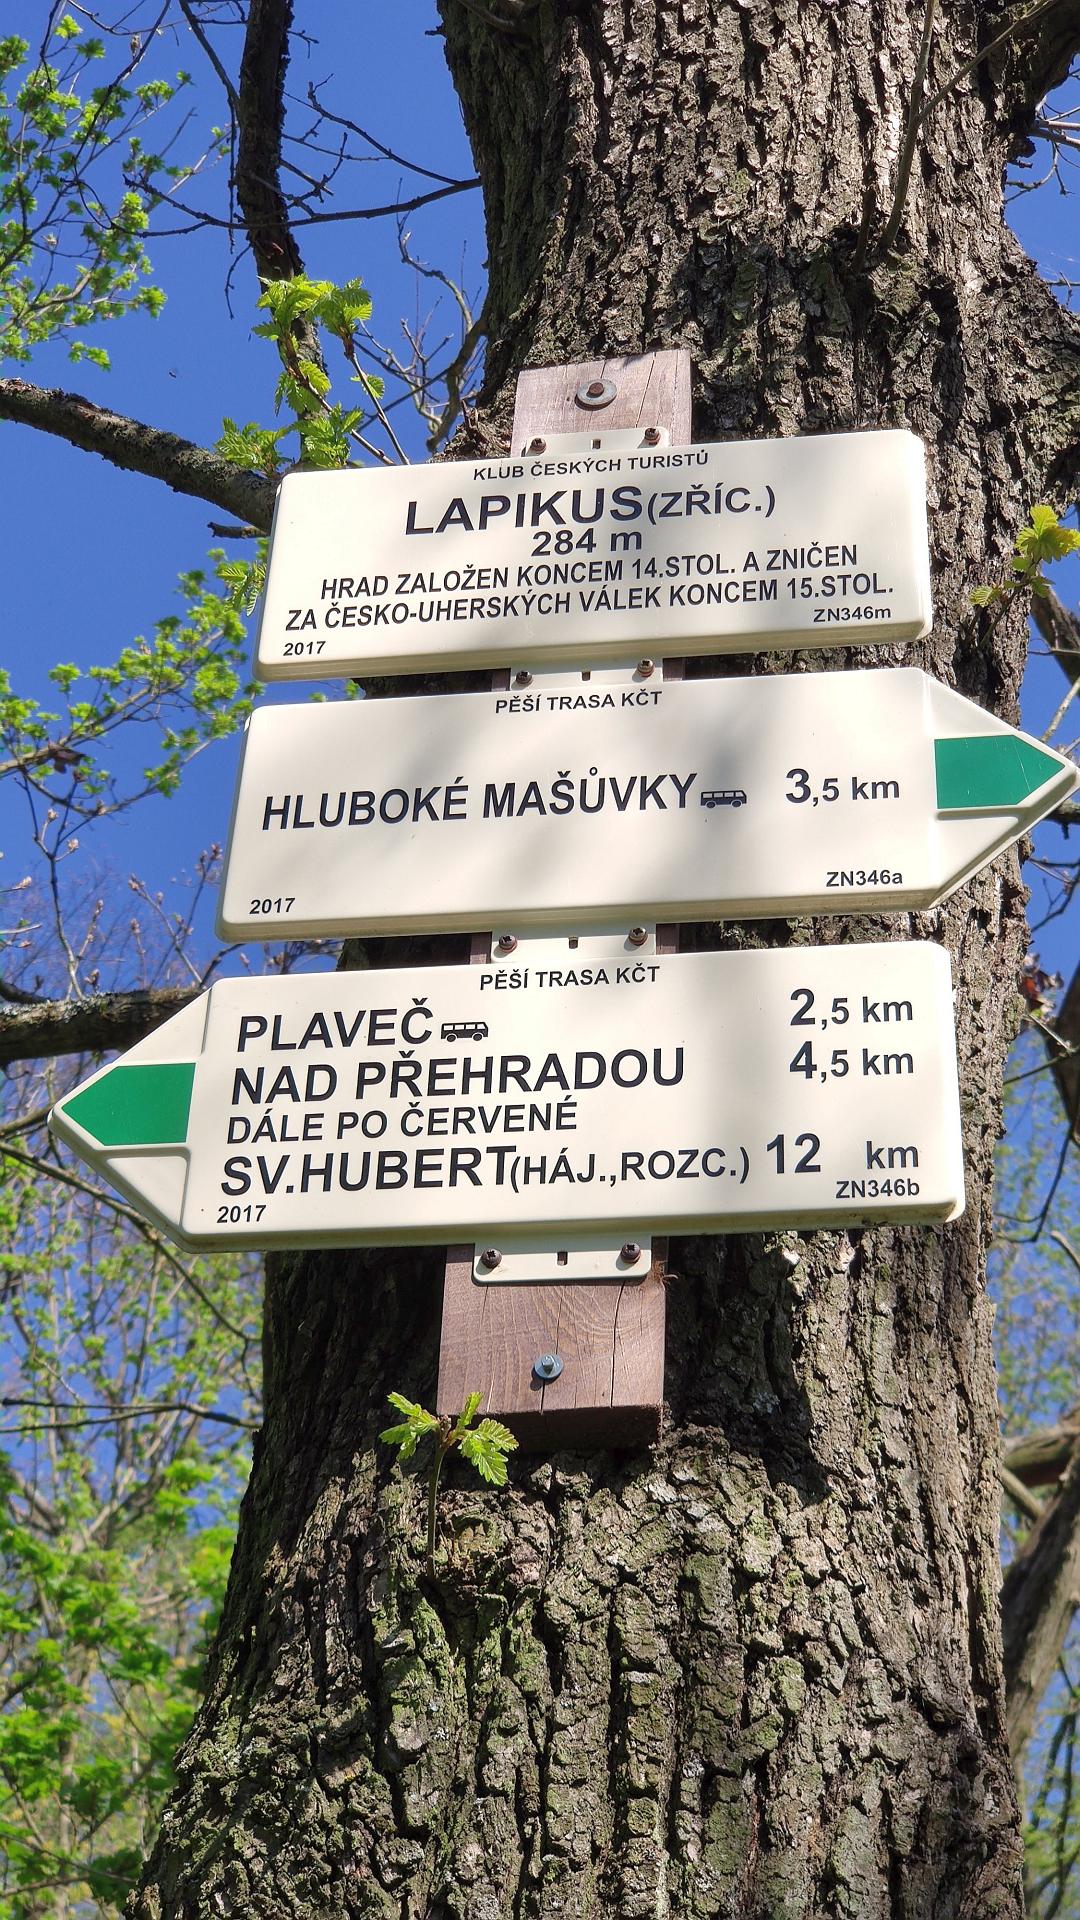 KLUB ČESKÝCH TURISTŮ
LAPIKUS(ZŘÍC.)
284 m
HRAD ZALOŽEN KONCEM 14.STOL. A ZNIČEN
ZA ČESKO-UHERSKÝCH VÁLEK KONCEM 15.STOL.
2017 ZN346m
PĚŠÍ TRASA KČT
HLUBOKÉ MAŠŮVKY 3,5 km
2017 ZN346a
PĚŠÍ TRASA KČT
PLAVEČ 2,5 km
NAD PŘEHRADOU 4,5 km
DÁLE PO ČERVENÉ
SV.HUBERT(HÁJ.,ROZC.) 12 km
2017 ZN346b